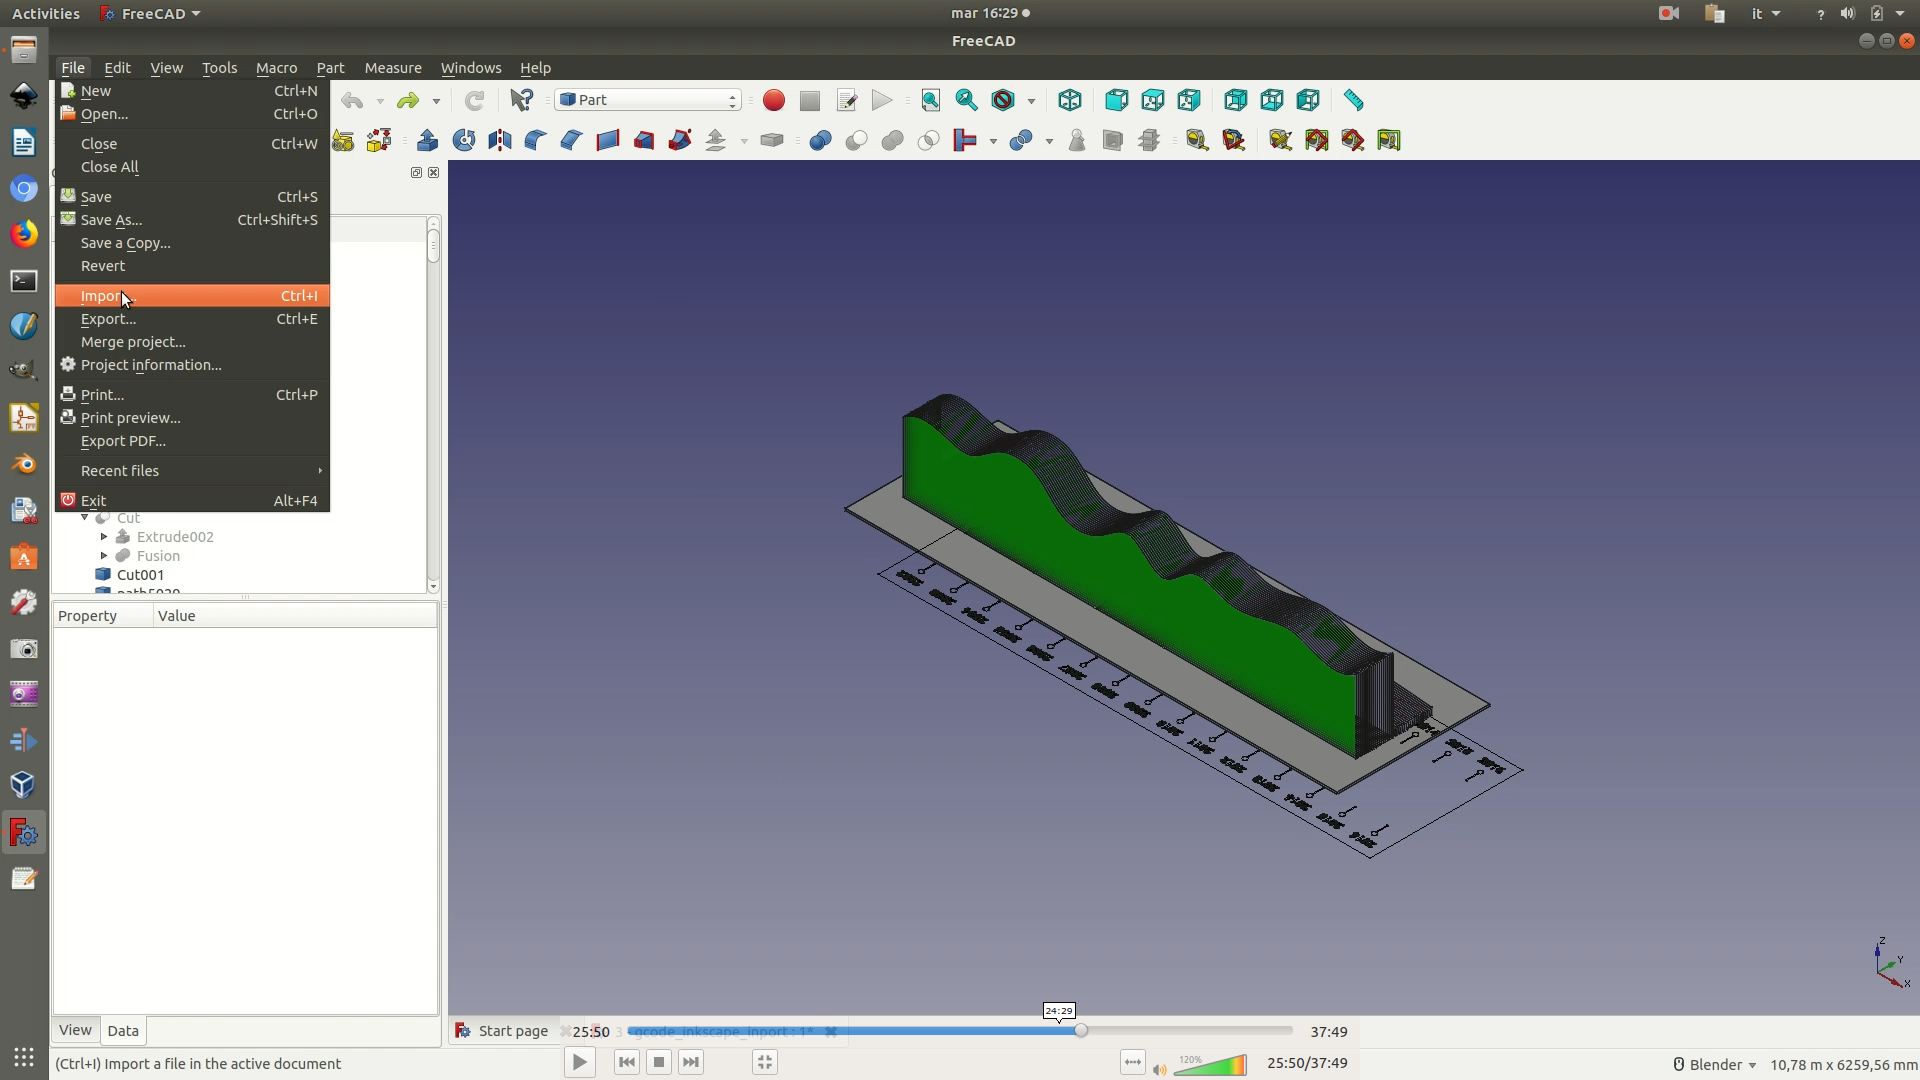 Activities FreeCAD mar 16:29 it ?
FreeCAD
File Edit View Tools Macro Part Measure Windows Help
New Ctrl+N
Open... Ctrl+O
Part
Close Ctrl+W
Close All
Save Ctrl+S
Save As... Ctrl+Shift+S
Save a Copy...
Revert
Import... Ctrl+I
Export... Ctrl+E
Merge project...
Project information...
Print... Ctrl+P
Print preview...
Export PDF...
Recent files
Exit Alt+F4
Cut
Extrude002
Fusion
Cut001
Property Value
Z
Y
X
View Data
24:29
Start page 25:50 gcode_inkscape_inport : 1* 37:49
120%
25:50/37:49
(Ctrl+I) Import a file in the active document
Blender 10,78 m x 6259,56 mm